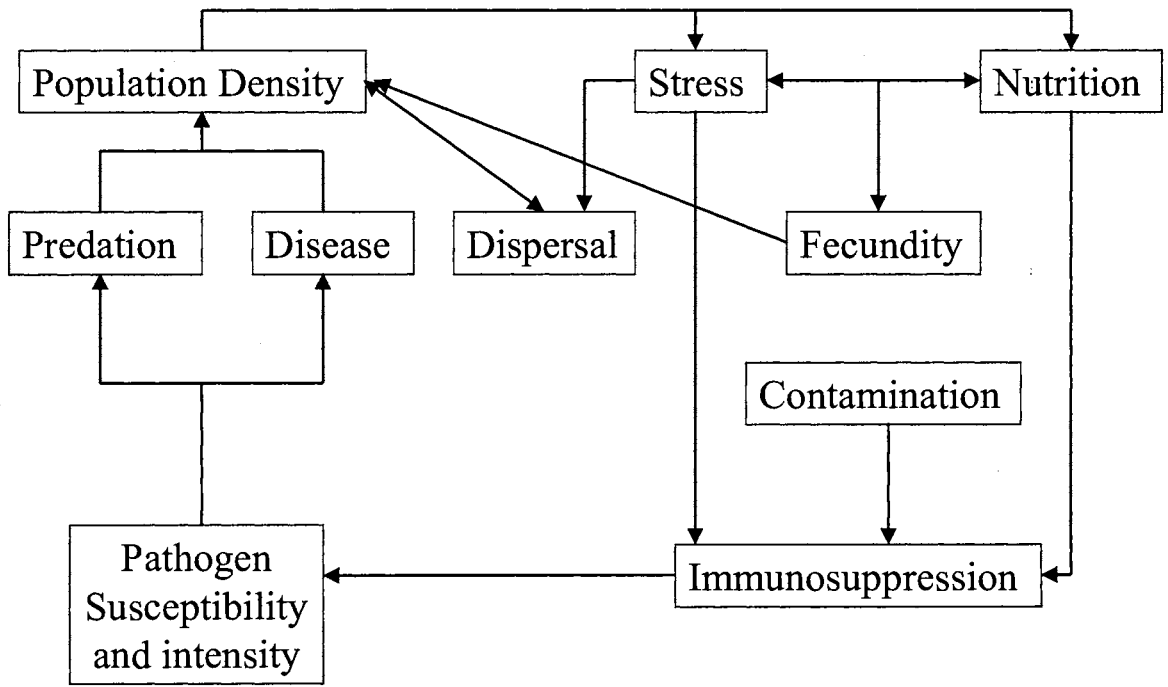 Population Density
Stress
Nutrition
Predation
Disease
Dispersal
Fecundity
Contamination
Pathogen
Susceptibility
and intensity
Immunosuppression